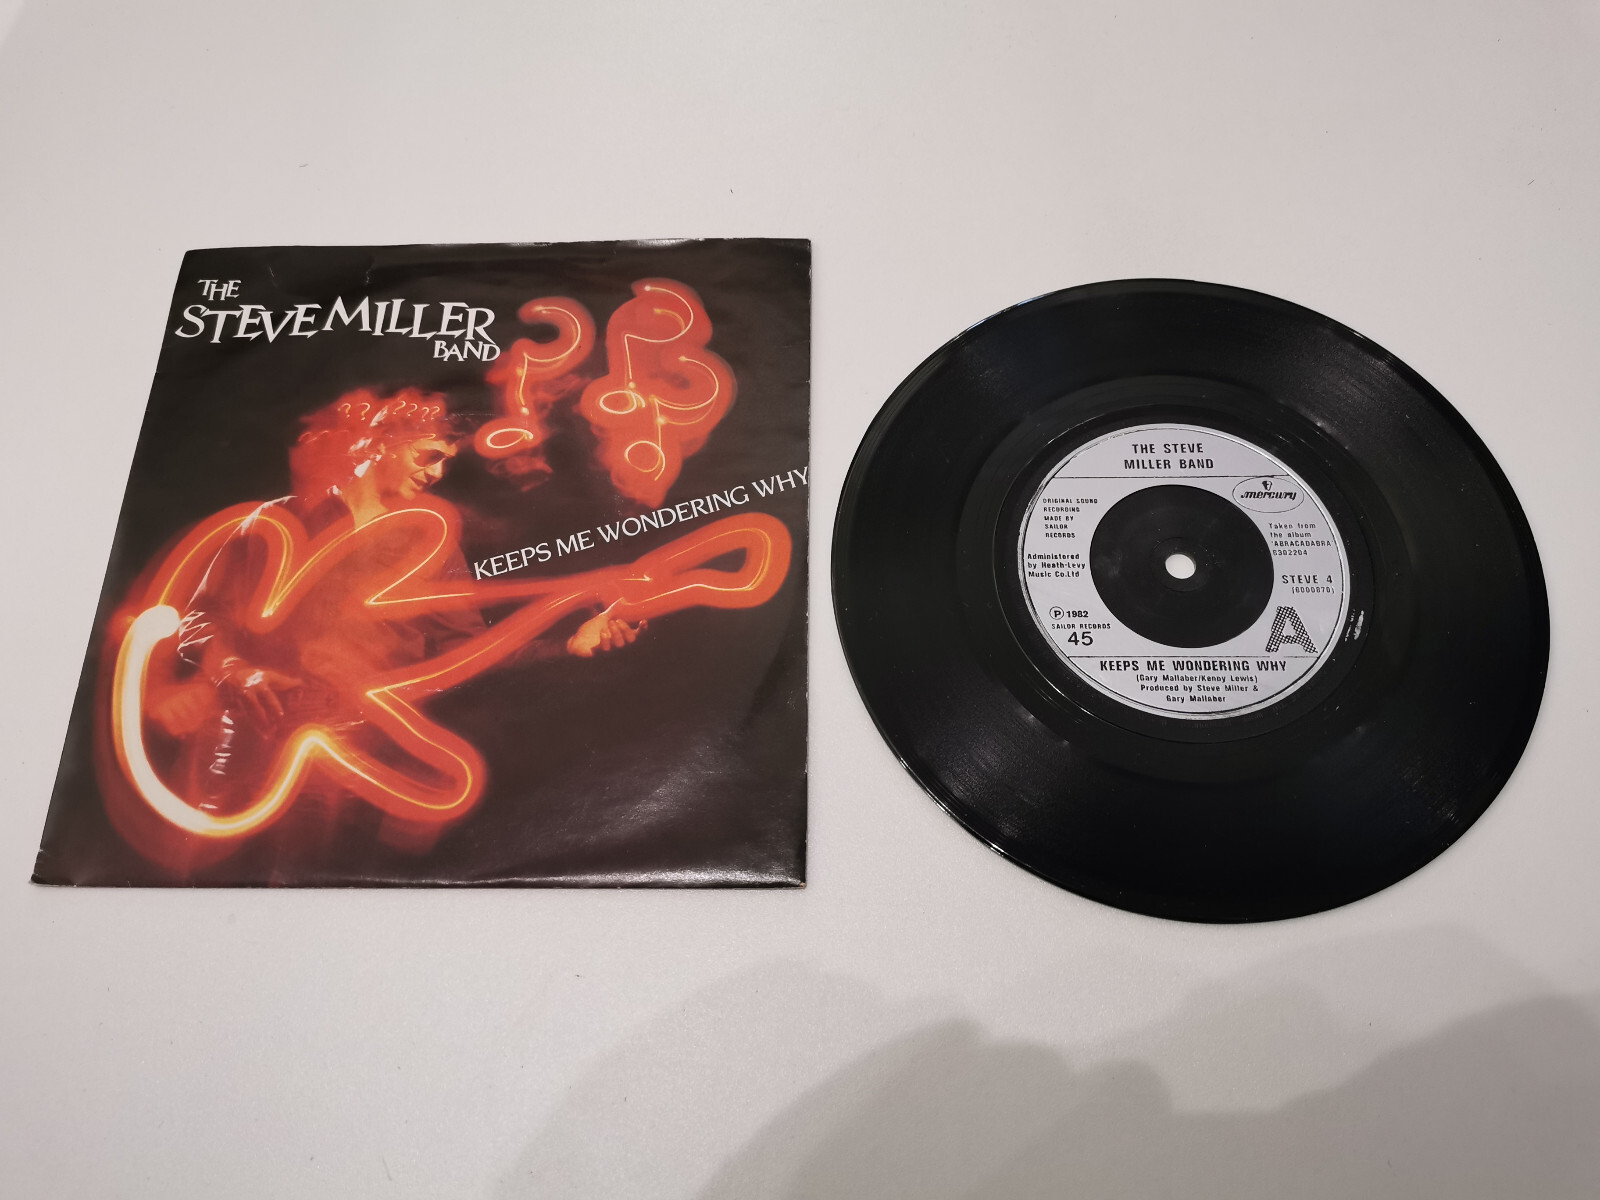 THE
STEVE MILLER
BAND
?? ????
KEEPS ME WONDERING WHY
THE STEVE
MILLER BAND
mercury
ORIGINAL SOUND
RECORDING
MADE BY
SAILOR
RECORDS
Administered
by Heath-Levy
Music Co.Ltd
Taken from
the album
'ABRACADABRA'
6302204
STEVE 4
(6000870)
P 1982
SAILOR RECORDS
45
A
KEEPS ME WONDERING WHY
(Gary Mallaber/Kenny Lewis)
Produced by Steve Miller &
Gary Mallaber